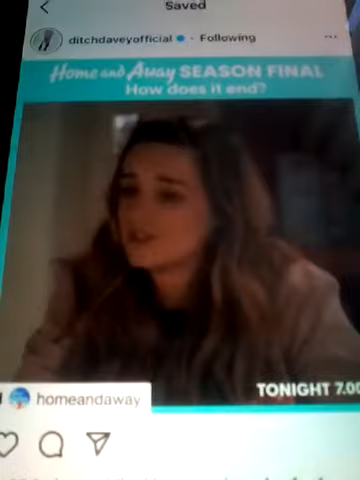 Saved
ditchdaveyofficial · Following
Home and Away SEASON FINAL
How does it end?
TONIGHT 7.00
homeandaway